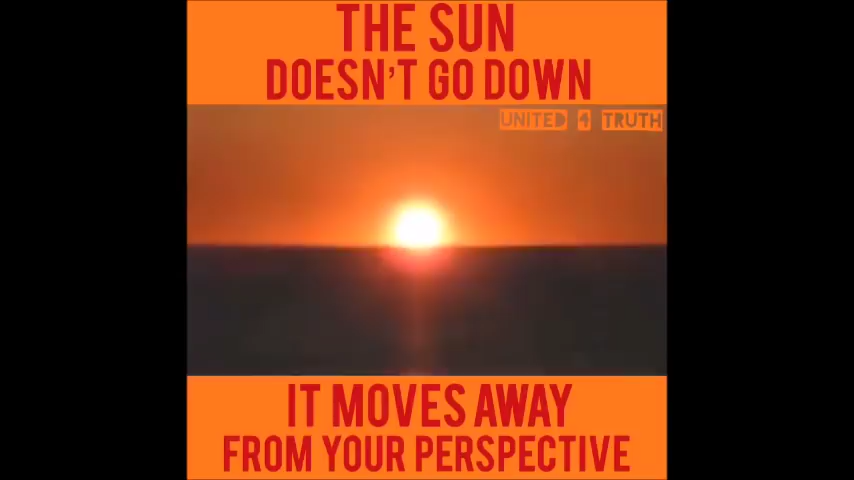 THE SUN
DOESN'T GO DOWN
UNITED 4 TRUTH
IT MOVES AWAY
FROM YOUR PERSPECTIVE